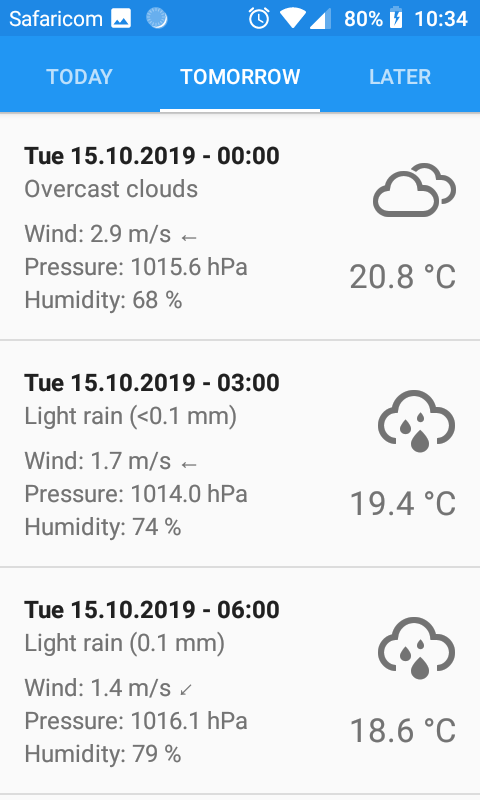 Safaricom 80% 10:34
TODAY TOMORROW LATER
Tue 15.10.2019 - 00:00
Overcast clouds
Wind: 2.9 m/s ←
Pressure: 1015.6 hPa
Humidity: 68 %
20.8 °C
Tue 15.10.2019 - 03:00
Light rain (<0.1 mm)
Wind: 1.7 m/s ←
Pressure: 1014.0 hPa
Humidity: 74 %
19.4 °C
Tue 15.10.2019 - 06:00
Light rain (0.1 mm)
Wind: 1.4 m/s ↙
Pressure: 1016.1 hPa
Humidity: 79 %
18.6 °C